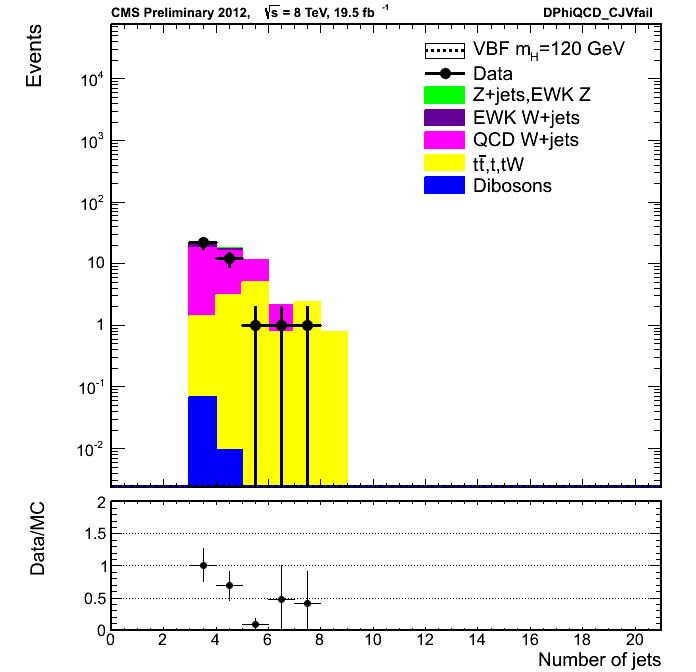 CMS Preliminary 2012, √s = 8 TeV, 19.5 fb⁻¹ DPhiQCD_CJVfail
Events
10⁴
10³
10²
10
1
10⁻¹
10⁻²
VBF m_H=120 GeV
Data
Z+jets,EWK Z
EWK W+jets
QCD W+jets
tt̄,t,tW
Dibosons
Data/MC
2
1.5
1
0.5
0
0 2 4 6 8 10 12 14 16 18 20
Number of jets